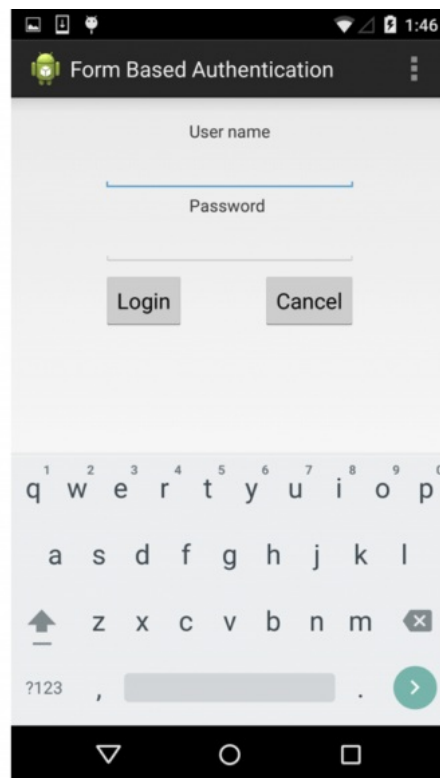 1:46
Form Based Authentication
User name
Password
Login Cancel
1 2 3 4 5 6 7 8 9 0
q w e r t y u i o p
a s d f g h j k l
z x c v b n m
?123 , .